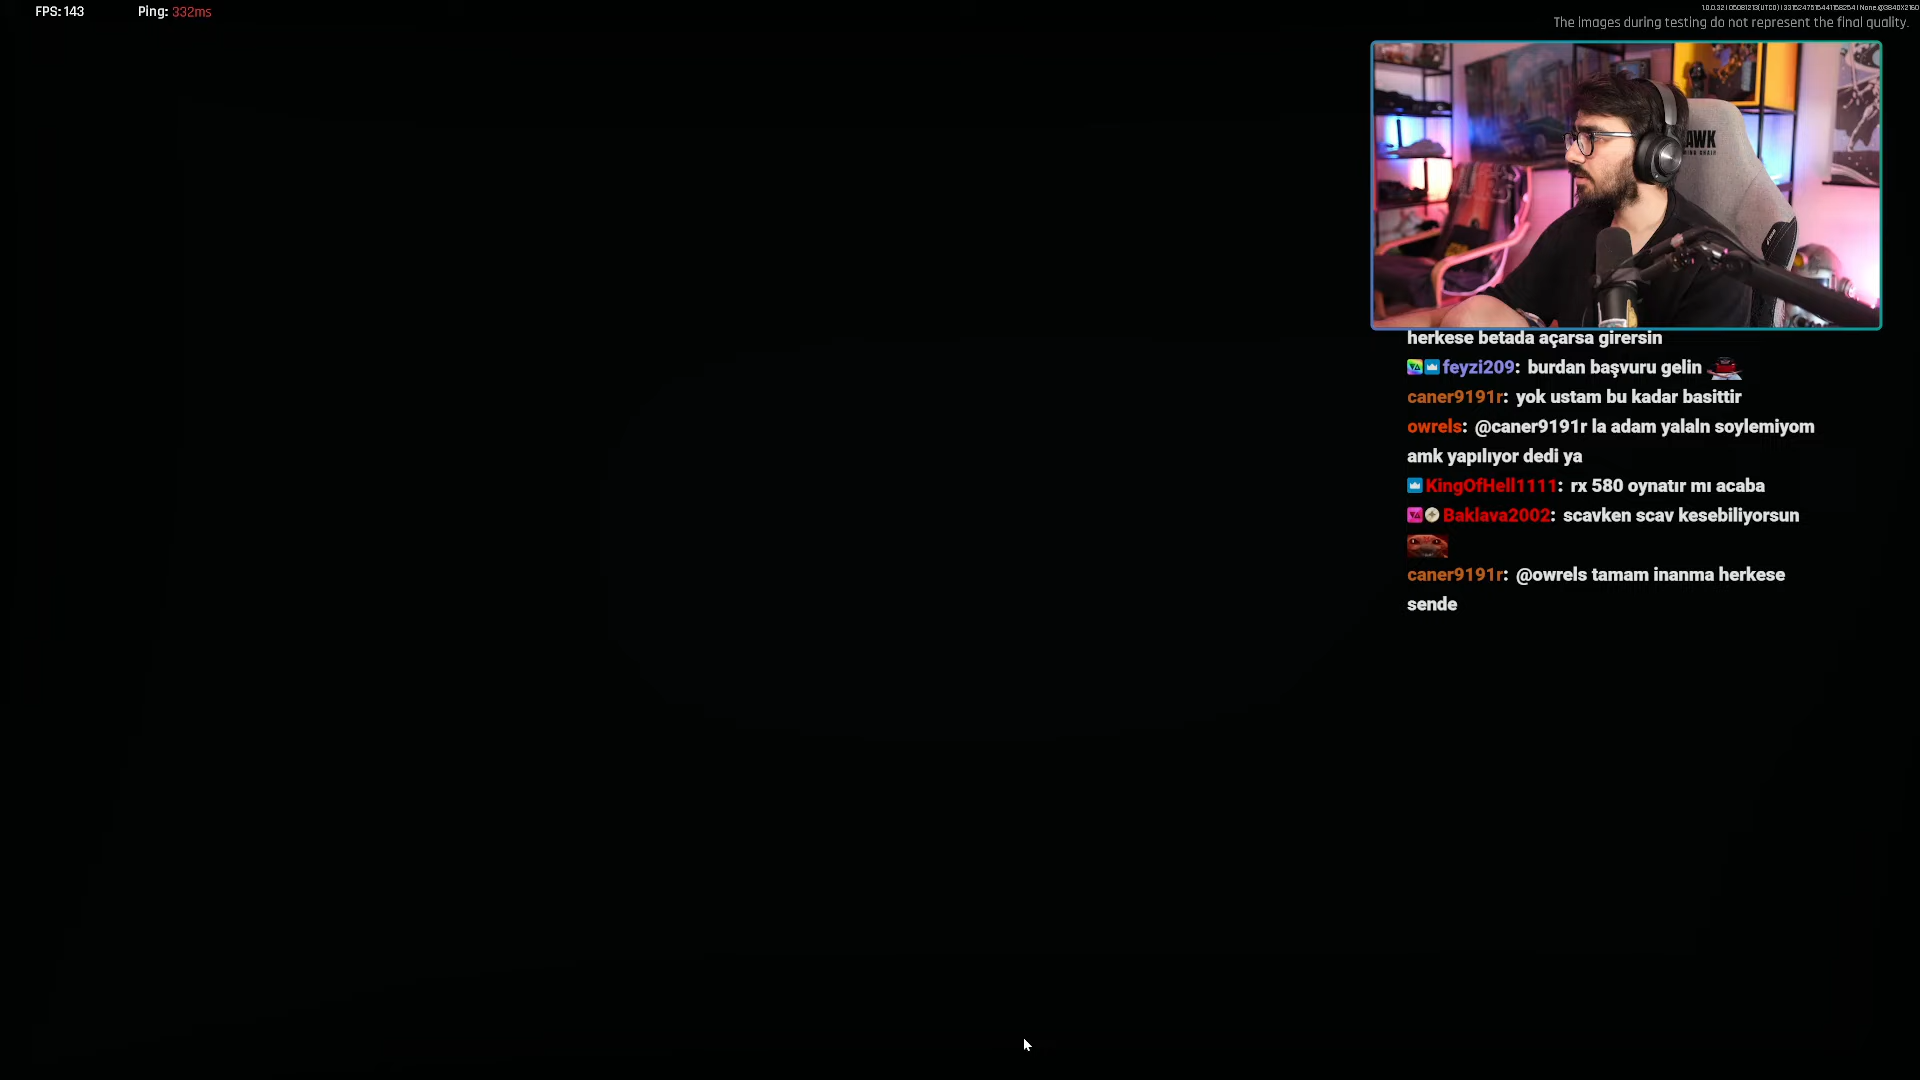 FPS: 143 Ping: 332ms
The images during testing do not represent the final quality.
AWK
herkese betada açarsa girersin
feyzi209: burdan başvuru gelin
caner9191r: yok ustam bu kadar basittir
owrels: @caner9191r la adam yalaln soylemiyom
amk yapılıyor dedi ya
KingOfHell1111: rx 580 oynatır mı acaba
Baklava2002: scavken scav kesebiliyorsun
caner9191r: @owrels tamam inanma herkese
sende